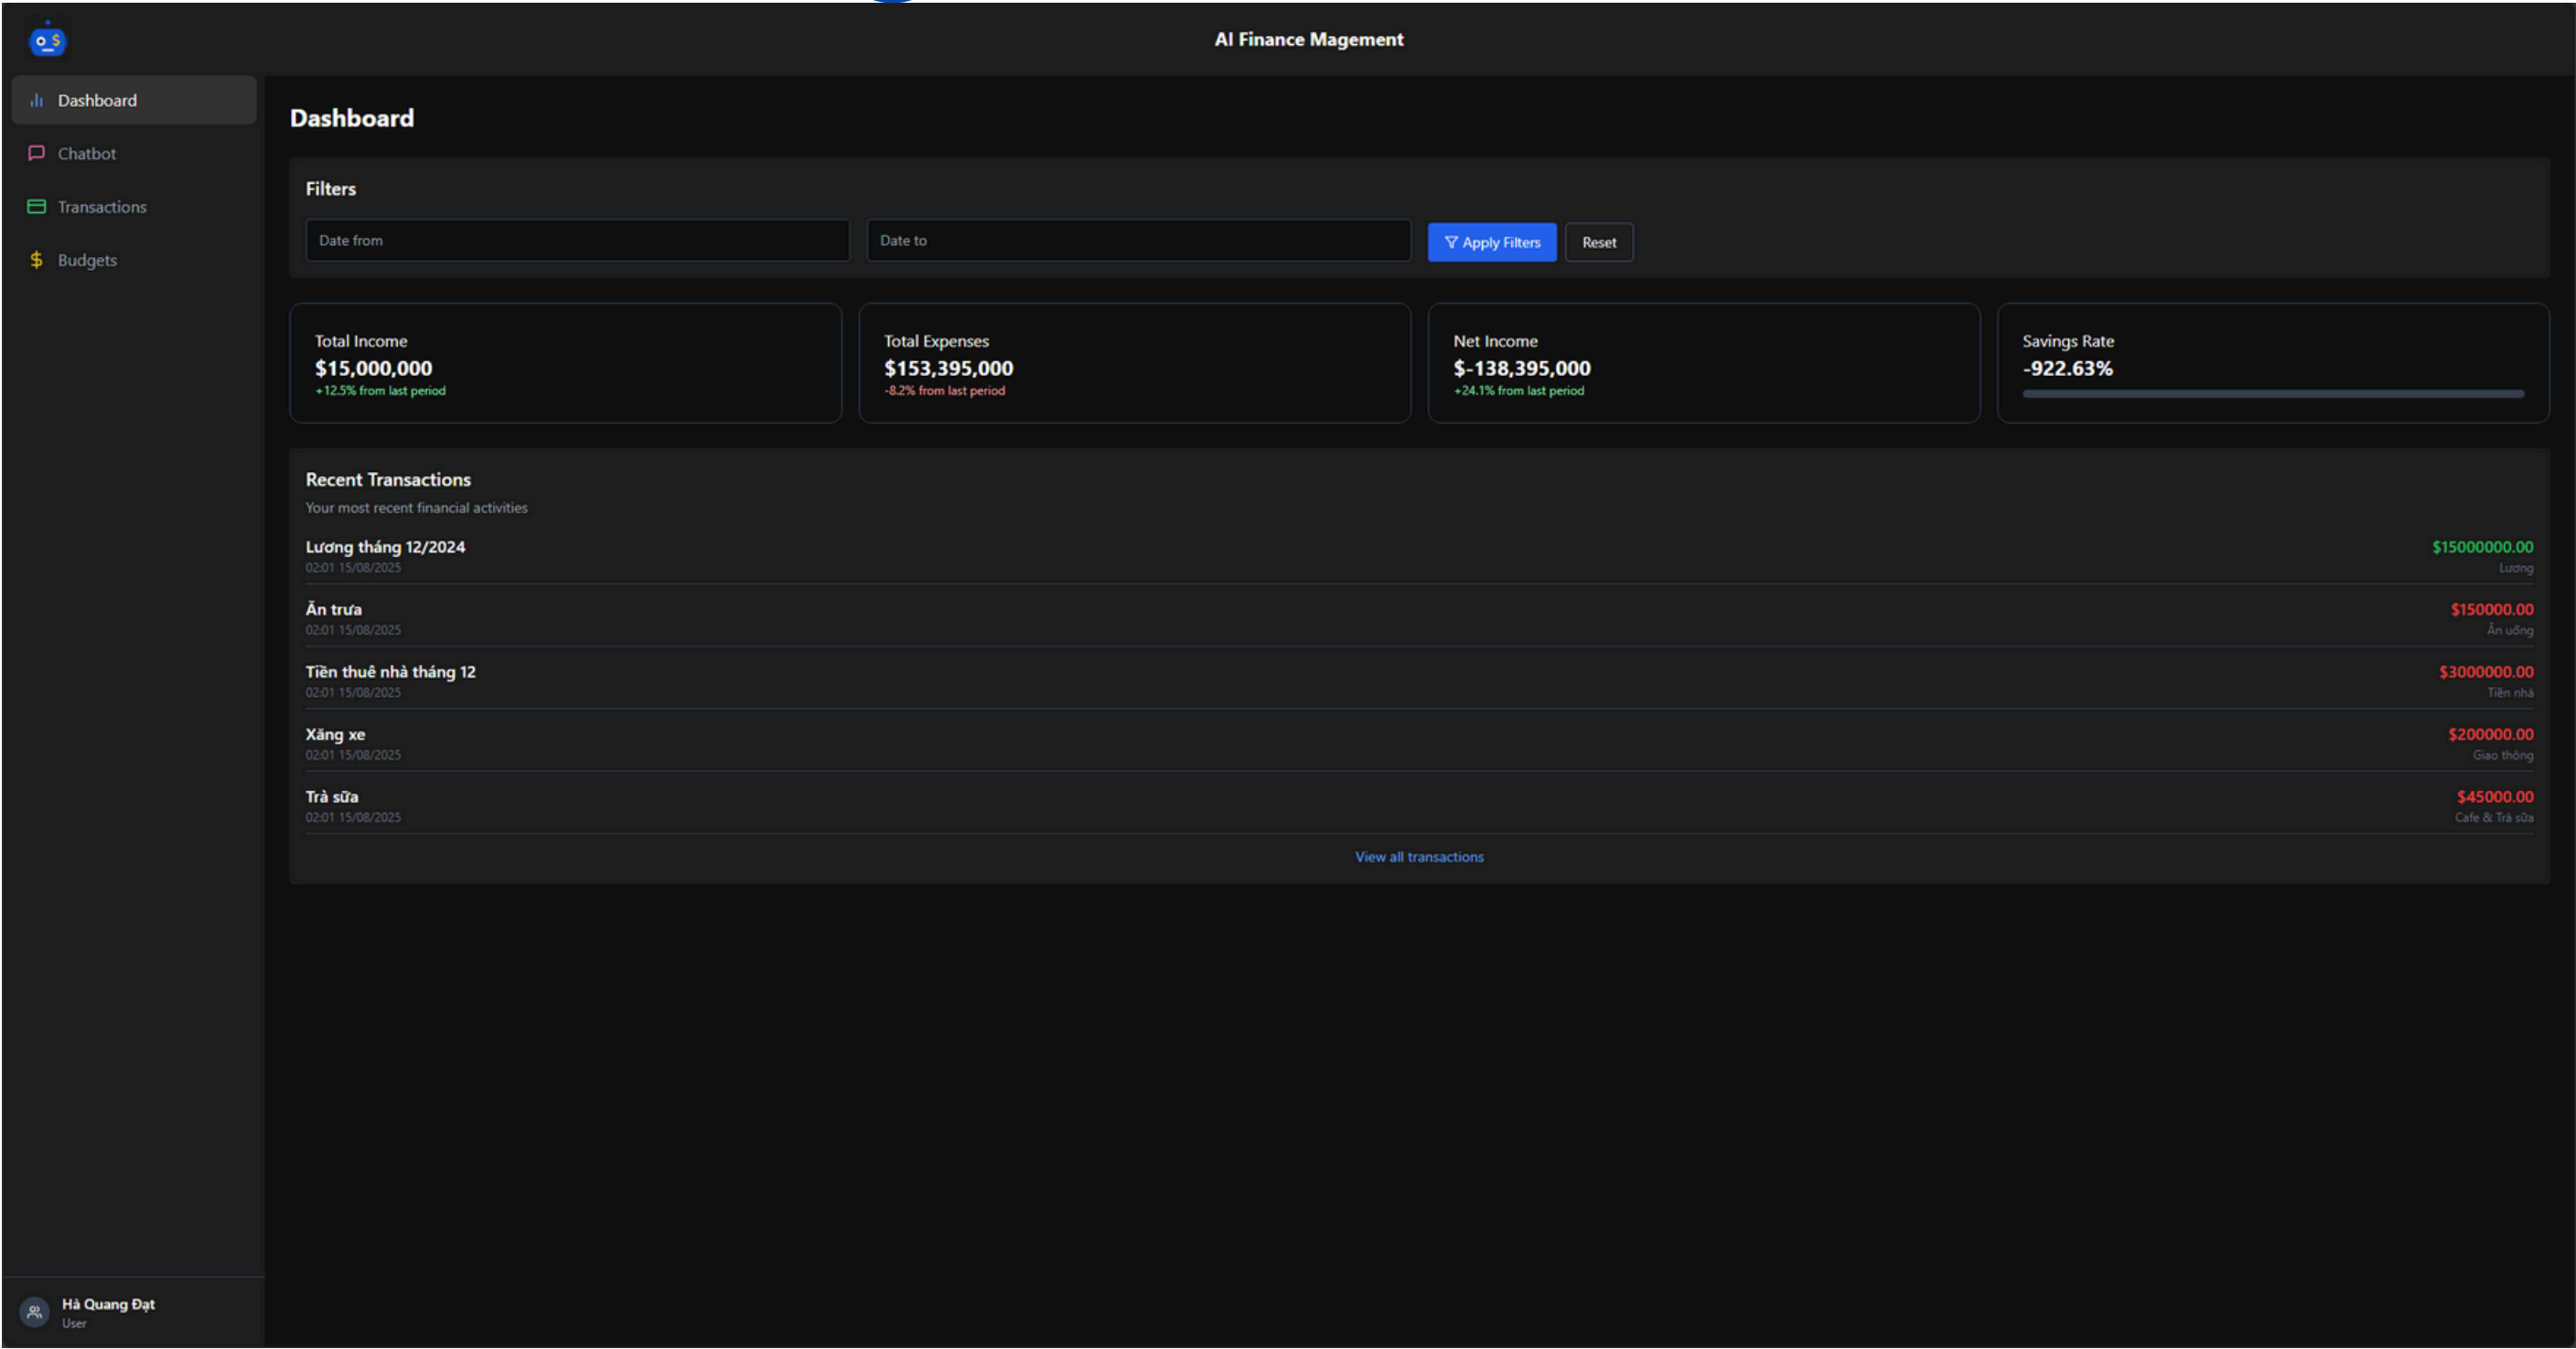 AI Finance Magement
Dashboard
Chatbot
Transactions
Budgets
Dashboard
Filters
Date from
Date to
Apply Filters
Reset
Total Income
$15,000,000
+12.5% from last period
Total Expenses
$153,395,000
-8.2% from last period
Net Income
$-138,395,000
+24.1% from last period
Savings Rate
-922.63%
Recent Transactions
Your most recent financial activities
Lương tháng 12/2024
$15000000.00
02:01 15/08/2025
Lương
Ăn trưa
$150000.00
02:01 15/08/2025
Ăn uống
Tiền thuê nhà tháng 12
$3000000.00
02:01 15/08/2025
Tiền nhà
Xăng xe
$200000.00
02:01 15/08/2025
Giao thông
Trà sữa
$45000.00
02:01 15/08/2025
Cafe & Trà sữa
View all transactions
Hà Quang Đạt
User